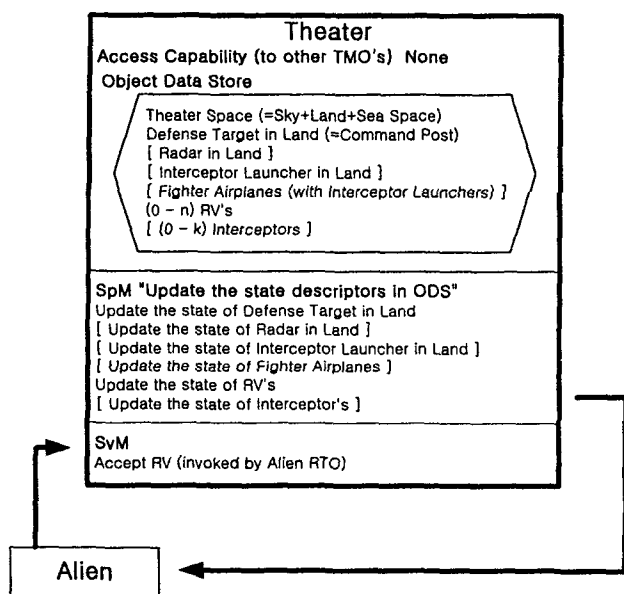 Theater
Access Capability (to other TMO's) None
Object Data Store
Theater Space (=Sky+Land+Sea Space)
Defense Target in Land (=Command Post)
[ Radar in Land ]
[ Interceptor Launcher in Land ]
[ Fighter Airplanes (with Interceptor Launchers) ]
(0 – n) RV's
[ (0 – k) Interceptors ]
SpM "Update the state descriptors in ODS"
Update the state of Defense Target in Land
[ Update the state of Radar in Land ]
[ Update the state of Interceptor Launcher in Land ]
[ Update the state of Fighter Airplanes ]
Update the state of RV's
[ Update the state of Interceptor's ]
SvM
Accept RV (invoked by Alien RTO)
Alien